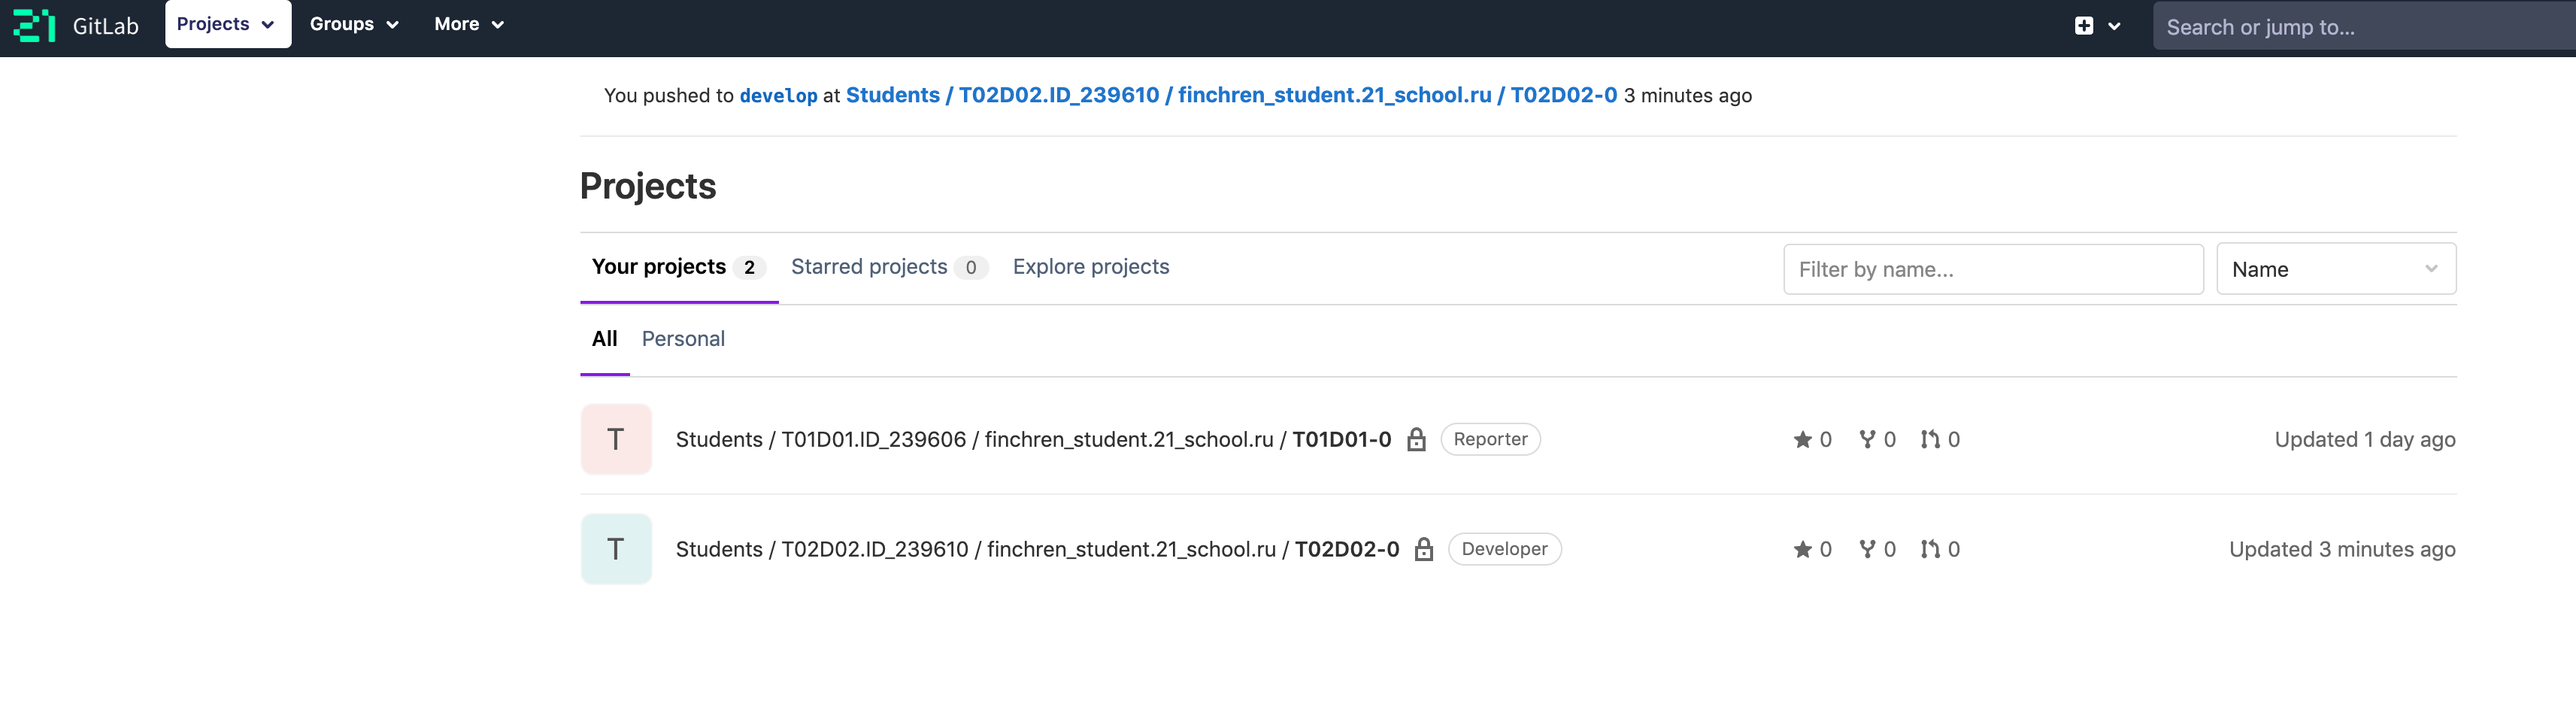 GitLab Projects Groups More Search or jump to...
You pushed to develop at Students / T02D02.ID_239610 / finchren_student.21_school.ru / T02D02-0 3 minutes ago
Projects
Your projects 2 Starred projects 0 Explore projects Filter by name... Name
All Personal
T Students / T01D01.ID_239606 / finchren_student.21_school.ru / T01D01-0 Reporter 0 0 0 Updated 1 day ago
T Students / T02D02.ID_239610 / finchren_student.21_school.ru / T02D02-0 Developer 0 0 0 Updated 3 minutes ago